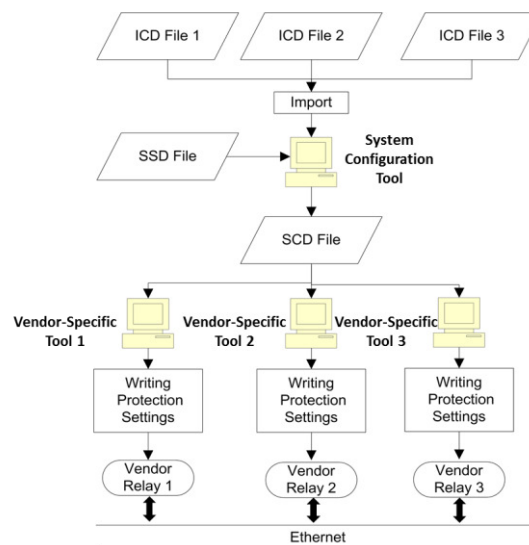 ICD File 1
ICD File 2
ICD File 3
Import
System
Configuration
Tool
SSD File
SCD File
Vendor-Specific
Tool 1
Vendor-Specific
Tool 2
Vendor-Specific
Tool 3
Writing
Protection
Settings
Writing
Protection
Settings
Writing
Protection
Settings
Vendor
Relay 1
Vendor
Relay 2
Vendor
Relay 3
Ethernet